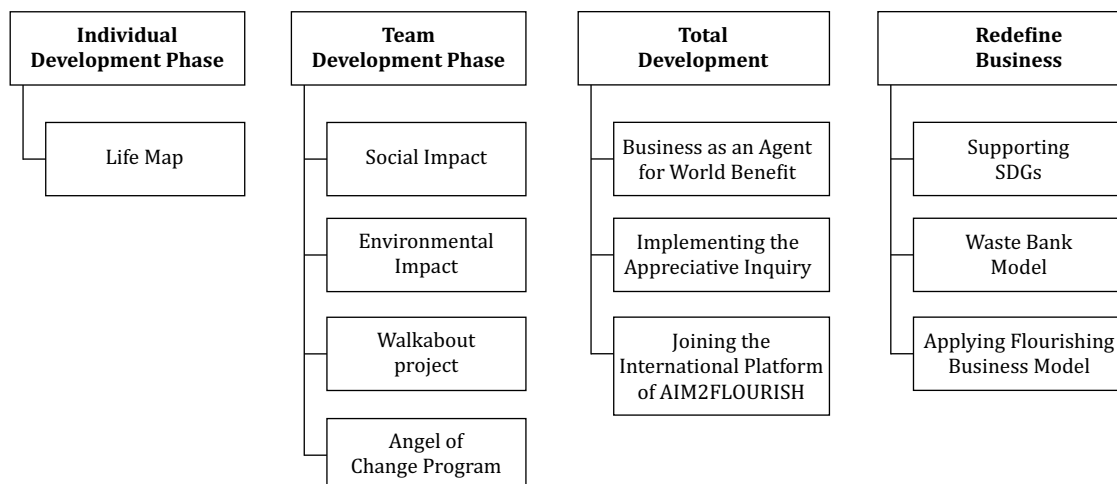 Individual
Development Phase
Life Map
Team
Development Phase
Social Impact
Environmental
Impact
Walkabout
project
Angel of
Change Program
Total
Development
Business as an Agent
for World Benefit
Implementing the
Appreciative Inquiry
Joining the
International Platform
of AIM2FLOURISH
Redefine
Business
Supporting
SDGs
Waste Bank
Model
Applying Flourishing
Business Model